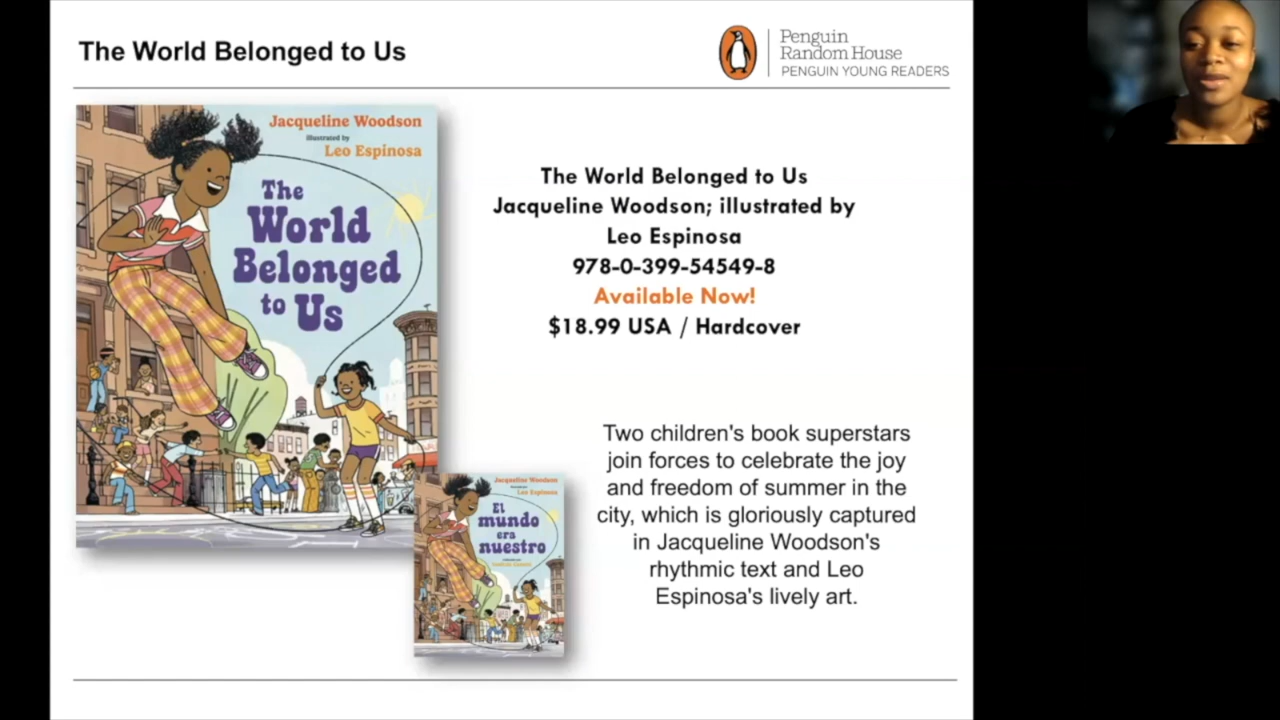 The World Belonged to Us
Penguin
Random House
PENGUIN YOUNG READERS
Jacqueline Woodson
illustrated by
Leo Espinosa
The
World
Belonged
to Us
The World Belonged to Us
Jacqueline Woodson; illustrated by
Leo Espinosa
978-0-399-54549-8
Available Now!
$18.99 USA / Hardcover
Two children's book superstars
join forces to celebrate the joy
and freedom of summer in the
city, which is gloriously captured
in Jacqueline Woodson's
rhythmic text and Leo
Espinosa's lively art.
Jacqueline Woodson
Leo Espinosa
El
mundo
era
nuestro